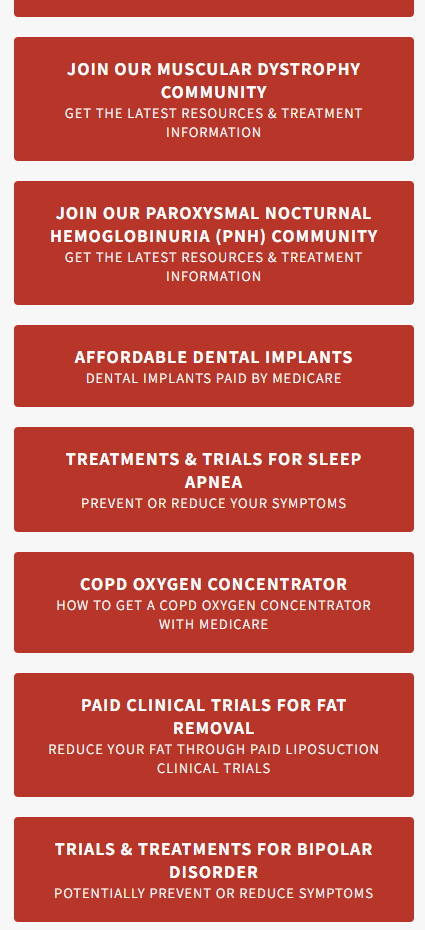 JOIN OUR MUSCULAR DYSTROPHY
COMMUNITY
GET THE LATEST RESOURCES & TREATMENT
INFORMATION
JOIN OUR PAROXYSMAL NOCTURNAL
HEMOGLOBINURIA (PNH) COMMUNITY
GET THE LATEST RESOURCES & TREATMENT
INFORMATION
AFFORDABLE DENTAL IMPLANTS
DENTAL IMPLANTS PAID BY MEDICARE
TREATMENTS & TRIALS FOR SLEEP
APNEA
PREVENT OR REDUCE YOUR SYMPTOMS
COPD OXYGEN CONCENTRATOR
HOW TO GET A COPD OXYGEN CONCENTRATOR
WITH MEDICARE
PAID CLINICAL TRIALS FOR FAT
REMOVAL
REDUCE YOUR FAT THROUGH PAID LIPOSUCTION
CLINICAL TRIALS
TRIALS & TREATMENTS FOR BIPOLAR
DISORDER
POTENTIALLY PREVENT OR REDUCE SYMPTOMS